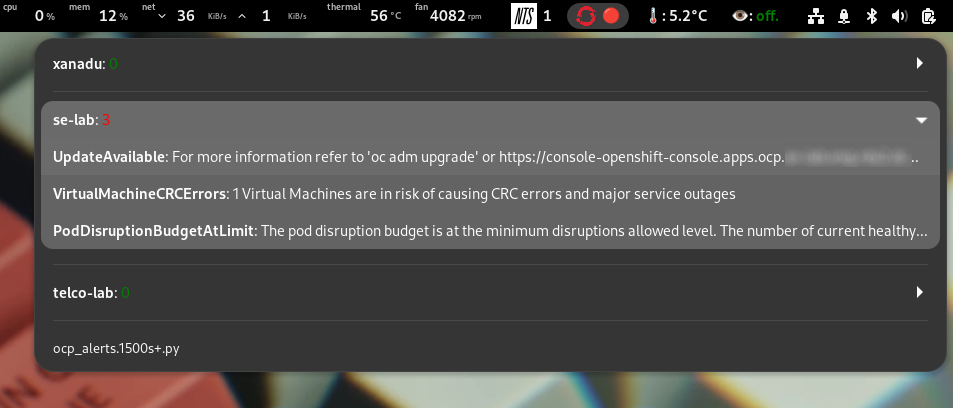 cpu 0 % mem 12 % net 36 KiB/s 1 KiB/s thermal 56 °C fan 4082 rpm NTS 1 : 5.2°C : off.
xanadu: 0
se-lab: 3
UpdateAvailable: For more information refer to 'oc adm upgrade' or https://console-openshift-console.apps.ocp. ..
VirtualMachineCRCErrors: 1 Virtual Machines are in risk of causing CRC errors and major service outages
PodDisruptionBudgetAtLimit: The pod disruption budget is at the minimum disruptions allowed level. The number of current healthy...
telco-lab: 0
ocp_alerts.1500s+.py